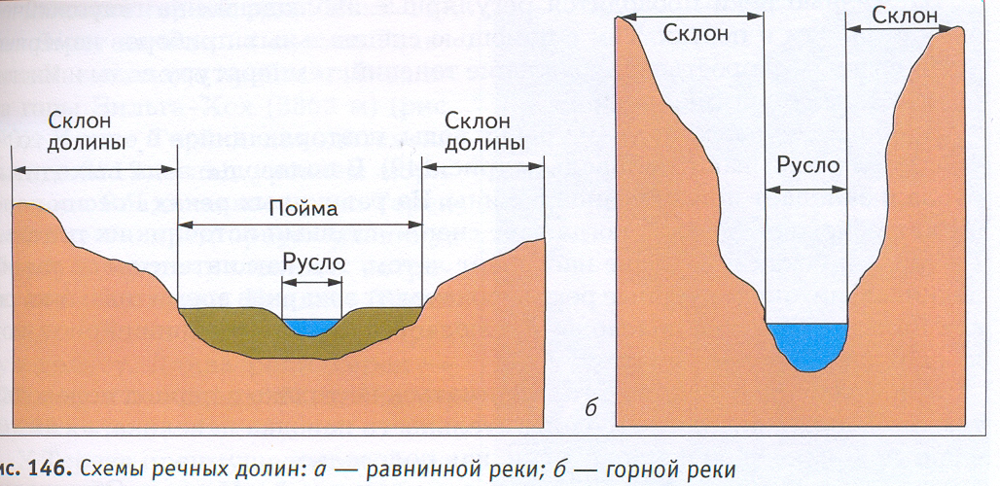 Склон
долины
Склон
долины
Пойма
Русло
Склон
Склон
Русло
б
ис. 146. Схемы речных долин: а — равнинной реки; б — горной реки